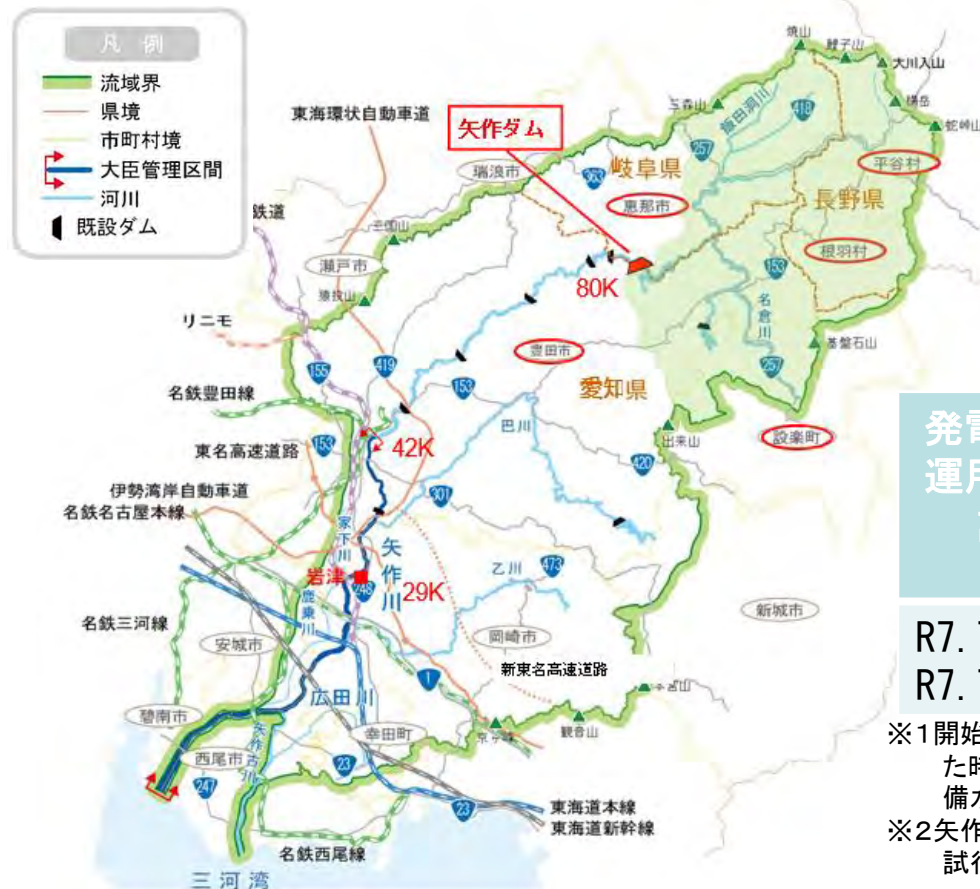 凡 例
流域界
県境
市町村境
大臣管理区間
河川
既設ダム
焼山
大川入山
横岳
蛇峠山
東海環状自動車道
矢作ダム
飯田洞川
418
257
平谷村
岐阜県
363
瑞浪市
恵那市
長野県
鉄道
三国山
根羽村
瀬戸市
153
80K
猿投山
名倉川
リニモ
豊田市
257
419
155
153
愛知県
名鉄豊田線
巴川
設楽町
出来山
東名高速道路
153
42K
420
伊勢湾岸自動車道
301
名鉄名古屋本線
家下川
矢作川
乙川
473
岩津
248
29K
鹿乗川
新城市
名鉄三河線
安城市
岡崎市
新東名高速道路
1
広田川
碧南市
観音山
幸田町
西尾市
矢作古川
23
247
23
東海道本線
東海道新幹線
名鉄西尾線
三河湾
発電
運用
R7.
R7.
※1開始
た時
備水
※2矢作
試行